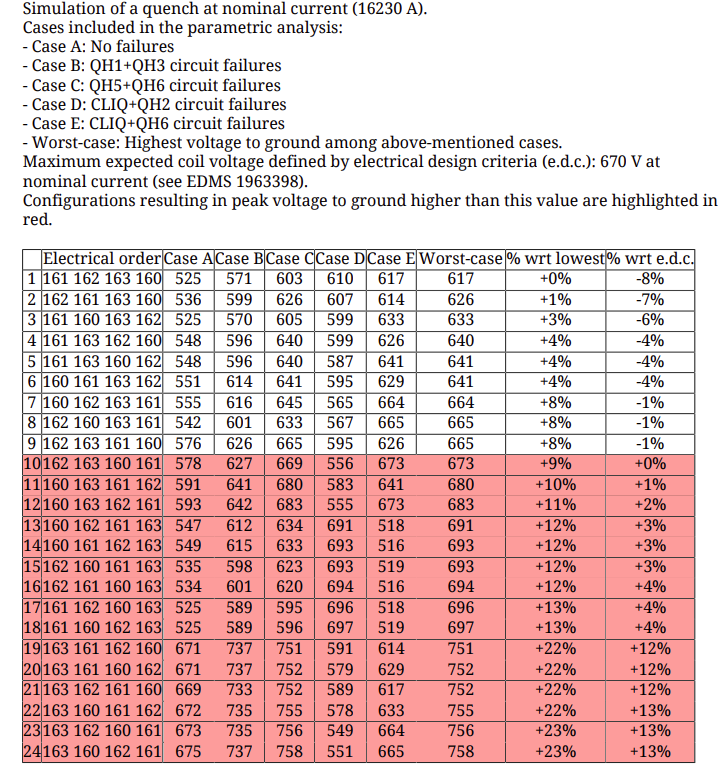 Simulation of a quench at nominal current (16230 A).
Cases included in the parametric analysis:
- Case A: No failures
- Case B: QH1+QH3 circuit failures
- Case C: QH5+QH6 circuit failures
- Case D: CLIQ+QH2 circuit failures
- Case E: CLIQ+QH6 circuit failures
- Worst-case: Highest voltage to ground among above-mentioned cases.
Maximum expected coil voltage defined by electrical design criteria (e.d.c.): 670 V at
nominal current (see EDMS 1963398).
Configurations resulting in peak voltage to ground higher than this value are highlighted in
red.
Electrical order Case A Case B Case C Case D Case E Worst-case % wrt lowest % wrt e.d.c.
1 161 162 163 160 525 571 603 610 617 617 +0% -8%
2 162 161 163 160 536 599 626 607 614 626 +1% -7%
3 161 160 163 162 525 570 605 599 633 633 +3% -6%
4 161 163 162 160 548 596 640 599 626 640 +4% -4%
5 161 163 160 162 548 596 640 587 641 641 +4% -4%
6 160 161 163 162 551 614 641 595 629 641 +4% -4%
7 160 162 163 161 555 616 645 565 664 664 +8% -1%
8 162 160 163 161 542 601 633 567 665 665 +8% -1%
9 162 163 161 160 576 626 665 595 626 665 +8% -1%
10 162 163 160 161 578 627 669 556 673 673 +9% +0%
11 160 163 161 162 591 641 680 583 641 680 +10% +1%
12 160 163 162 161 593 642 683 555 673 683 +11% +2%
13 160 162 161 163 547 612 634 691 518 691 +12% +3%
14 160 161 162 163 549 615 633 693 516 693 +12% +3%
15 162 160 161 163 535 598 623 693 519 693 +12% +3%
16 162 161 160 163 534 601 620 694 516 694 +12% +4%
17 161 162 160 163 525 589 595 696 518 696 +13% +4%
18 161 160 162 163 525 589 596 697 519 697 +13% +4%
19 163 161 162 160 671 737 751 591 614 751 +22% +12%
20 163 161 160 162 671 737 752 579 629 752 +22% +12%
21 163 162 161 160 669 733 752 589 617 752 +22% +12%
22 163 160 161 162 672 735 755 578 633 755 +22% +13%
23 163 162 160 161 673 735 756 549 664 756 +23% +13%
24 163 160 162 161 675 737 758 551 665 758 +23% +13%